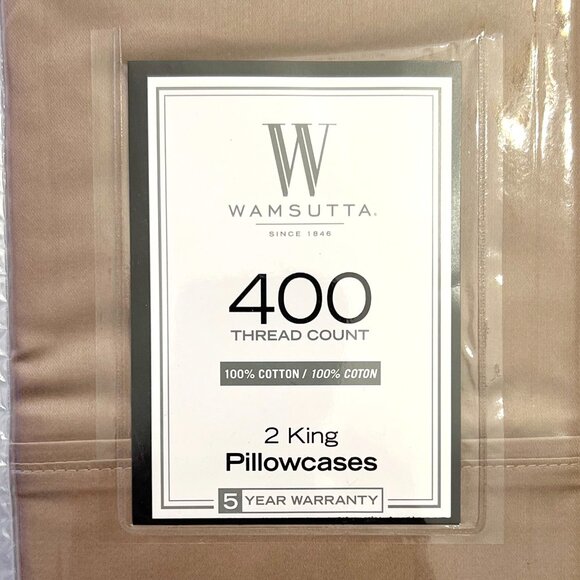 W
WAMSUTTA®
SINCE 1846
400
THREAD COUNT
100% COTTON / 100% COTON
2 King
Pillowcases
5 YEAR WARRANTY